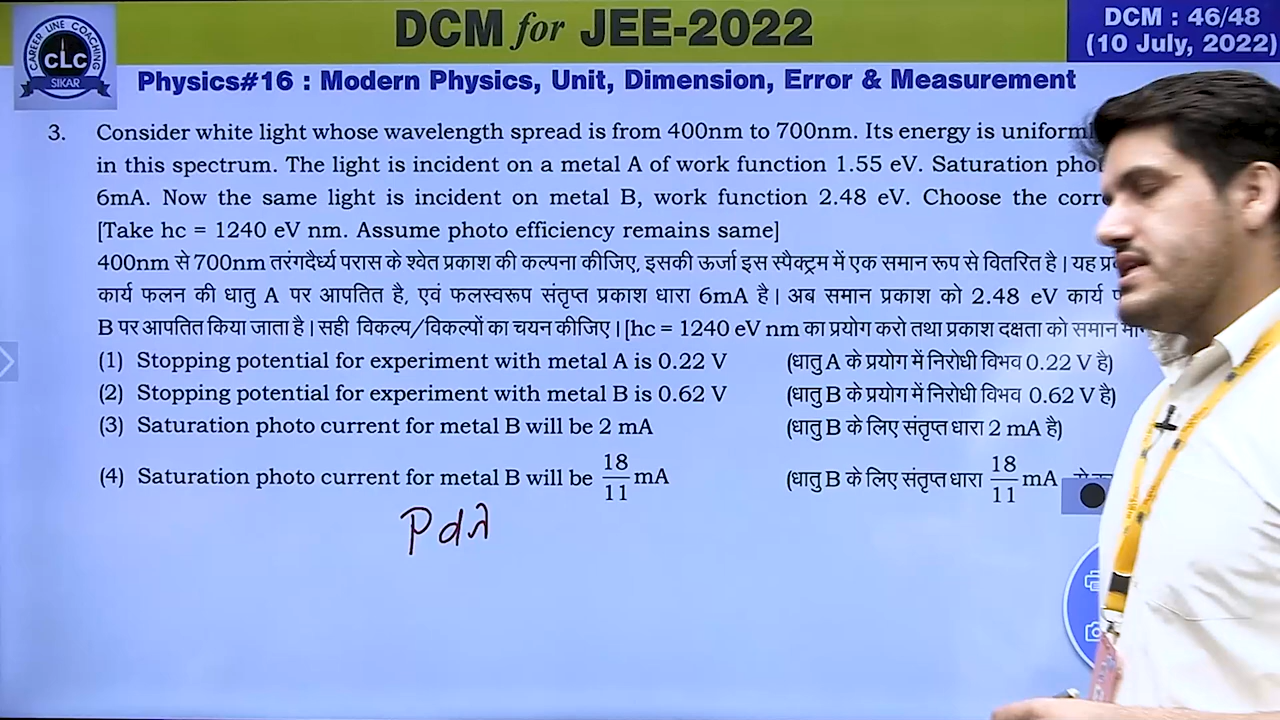 DCM for JEE-2022
DCM : 46/48
(10 July, 2022)
CAREER LINE COACHING
CLC
SIKAR
Physics#16 : Modern Physics, Unit, Dimension, Error & Measurement
3. Consider white light whose wavelength spread is from 400nm to 700nm. Its energy is
in this spectrum. The light is incident on a metal A of work function 1.55 eV. Saturation
6mA. Now the same light is incident on metal B, work function 2.48 eV. Choose the
[Take hc = 1240 eV nm. Assume photo efficiency remains same]
400nm से 700nm तरंगदैर्ध्य परास के श्वेत प्रकाश की कल्पना कीजिए, इसकी ऊर्जा इस स्पैक्ट्रम में एक समान रूप से वितरित है। यह
कार्य फलन की धातु A पर आपतित है, एवं फलस्वरूप संतृप्त प्रकाश धारा 6mA है। अब समान प्रकाश को 2.48 eV कार्य
B पर आपतित किया जाता है। सही विकल्प/विकल्पों का चयन कीजिए। [hc = 1240 eV nm का प्रयोग करो तथा प्रकाश दक्षता को समान
(1) Stopping potential for experiment with metal A is 0.22 V (धातु A के प्रयोग में निरोधी विभव 0.22 V है)
(2) Stopping potential for experiment with metal B is 0.62 V (धातु B के प्रयोग में निरोधी विभव 0.62 V है)
(3) Saturation photo current for metal B will be 2 mA (धातु B के लिए संतृप्त धारा 2 mA है)
(4) Saturation photo current for metal B will be 18/11 mA (धातु B के लिए संतृप्त धारा 18/11 mA
P dλ